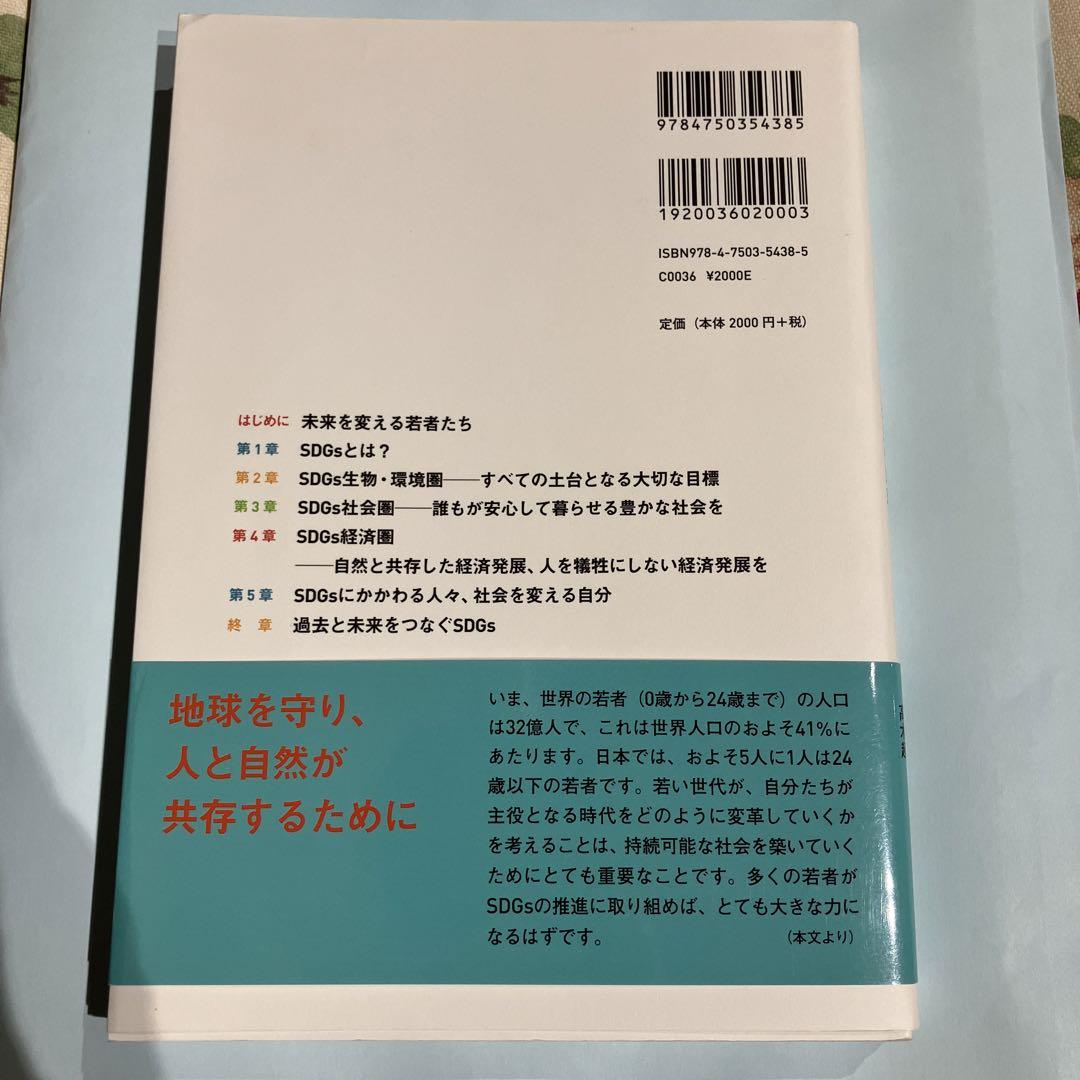 9784750354385
1920036020003
ISBN978-4-7503-5438-5
C0036 ¥2000E
定価（本体 2000 円＋税）
はじめに 未来を変える若者たち
第1章 SDGsとは？
第2章 SDGs生物・環境圏――すべての土台となる大切な目標
第3章 SDGs社会圏――誰もが安心して暮らせる豊かな社会を
第4章 SDGs経済圏
――自然と共存した経済発展、人を犠牲にしない経済発展を
第5章 SDGsにかかわる人々、社会を変える自分
終 章 過去と未来をつなぐSDGs
地球を守り、
人と自然が
共存するために
いま、世界の若者（0歳から24歳まで）の人口
は32億人で、これは世界人口のおよそ41％に
あたります。日本では、およそ5人に1人は24
歳以下の若者です。若い世代が、自分たちが
主役となる時代をどのように変革していくか
を考えることは、持続可能な社会を築いていく
ためにとても重要なことです。多くの若者が
SDGsの推進に取り組めば、とても大きな力に
なるはずです。 （本文より）